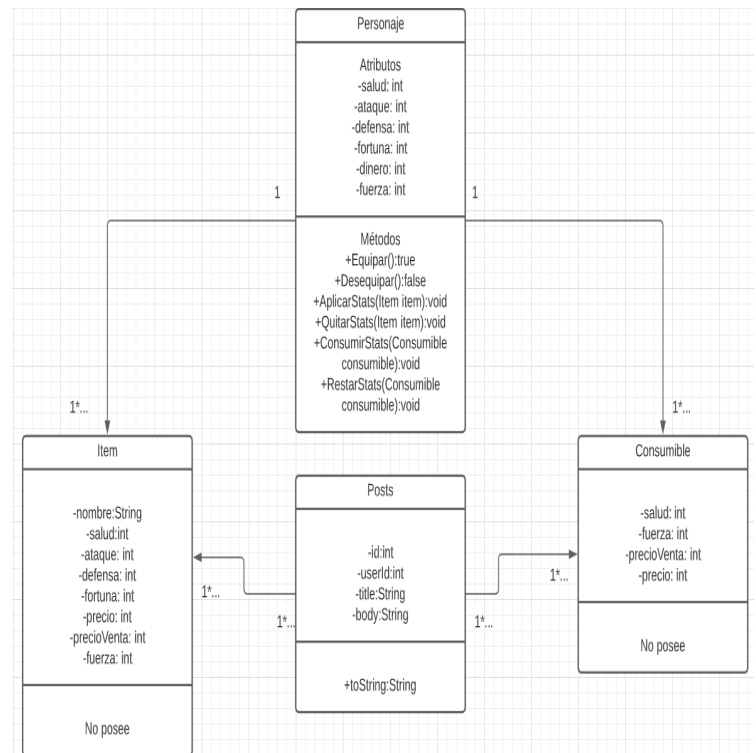 Personaje
Atributos
-salud: int
-ataque: int
-defensa: int
-fortuna: int
-dinero: int
-fuerza: int
1
1
Métodos
+Equipar():true
+Desequipar():false
+AplicarStats(Item item):void
+QuitarStats(Item item):void
+ConsumirStats(Consumible
consumible):void
+RestarStats(Consumible
consumible):void
1*...
1*...
Item
-nombre:String
-salud:int
-ataque: int
-defensa: int
-fortuna: int
-precio: int
-precioVenta: int
-fuerza: int
No posee
Posts
-id:int
-userId:int
-title:String
-body:String
+toString:String
1*...
1*...
1*...
1*...
Consumible
-salud: int
-fuerza: int
-precioVenta: int
-precio: int
No posee